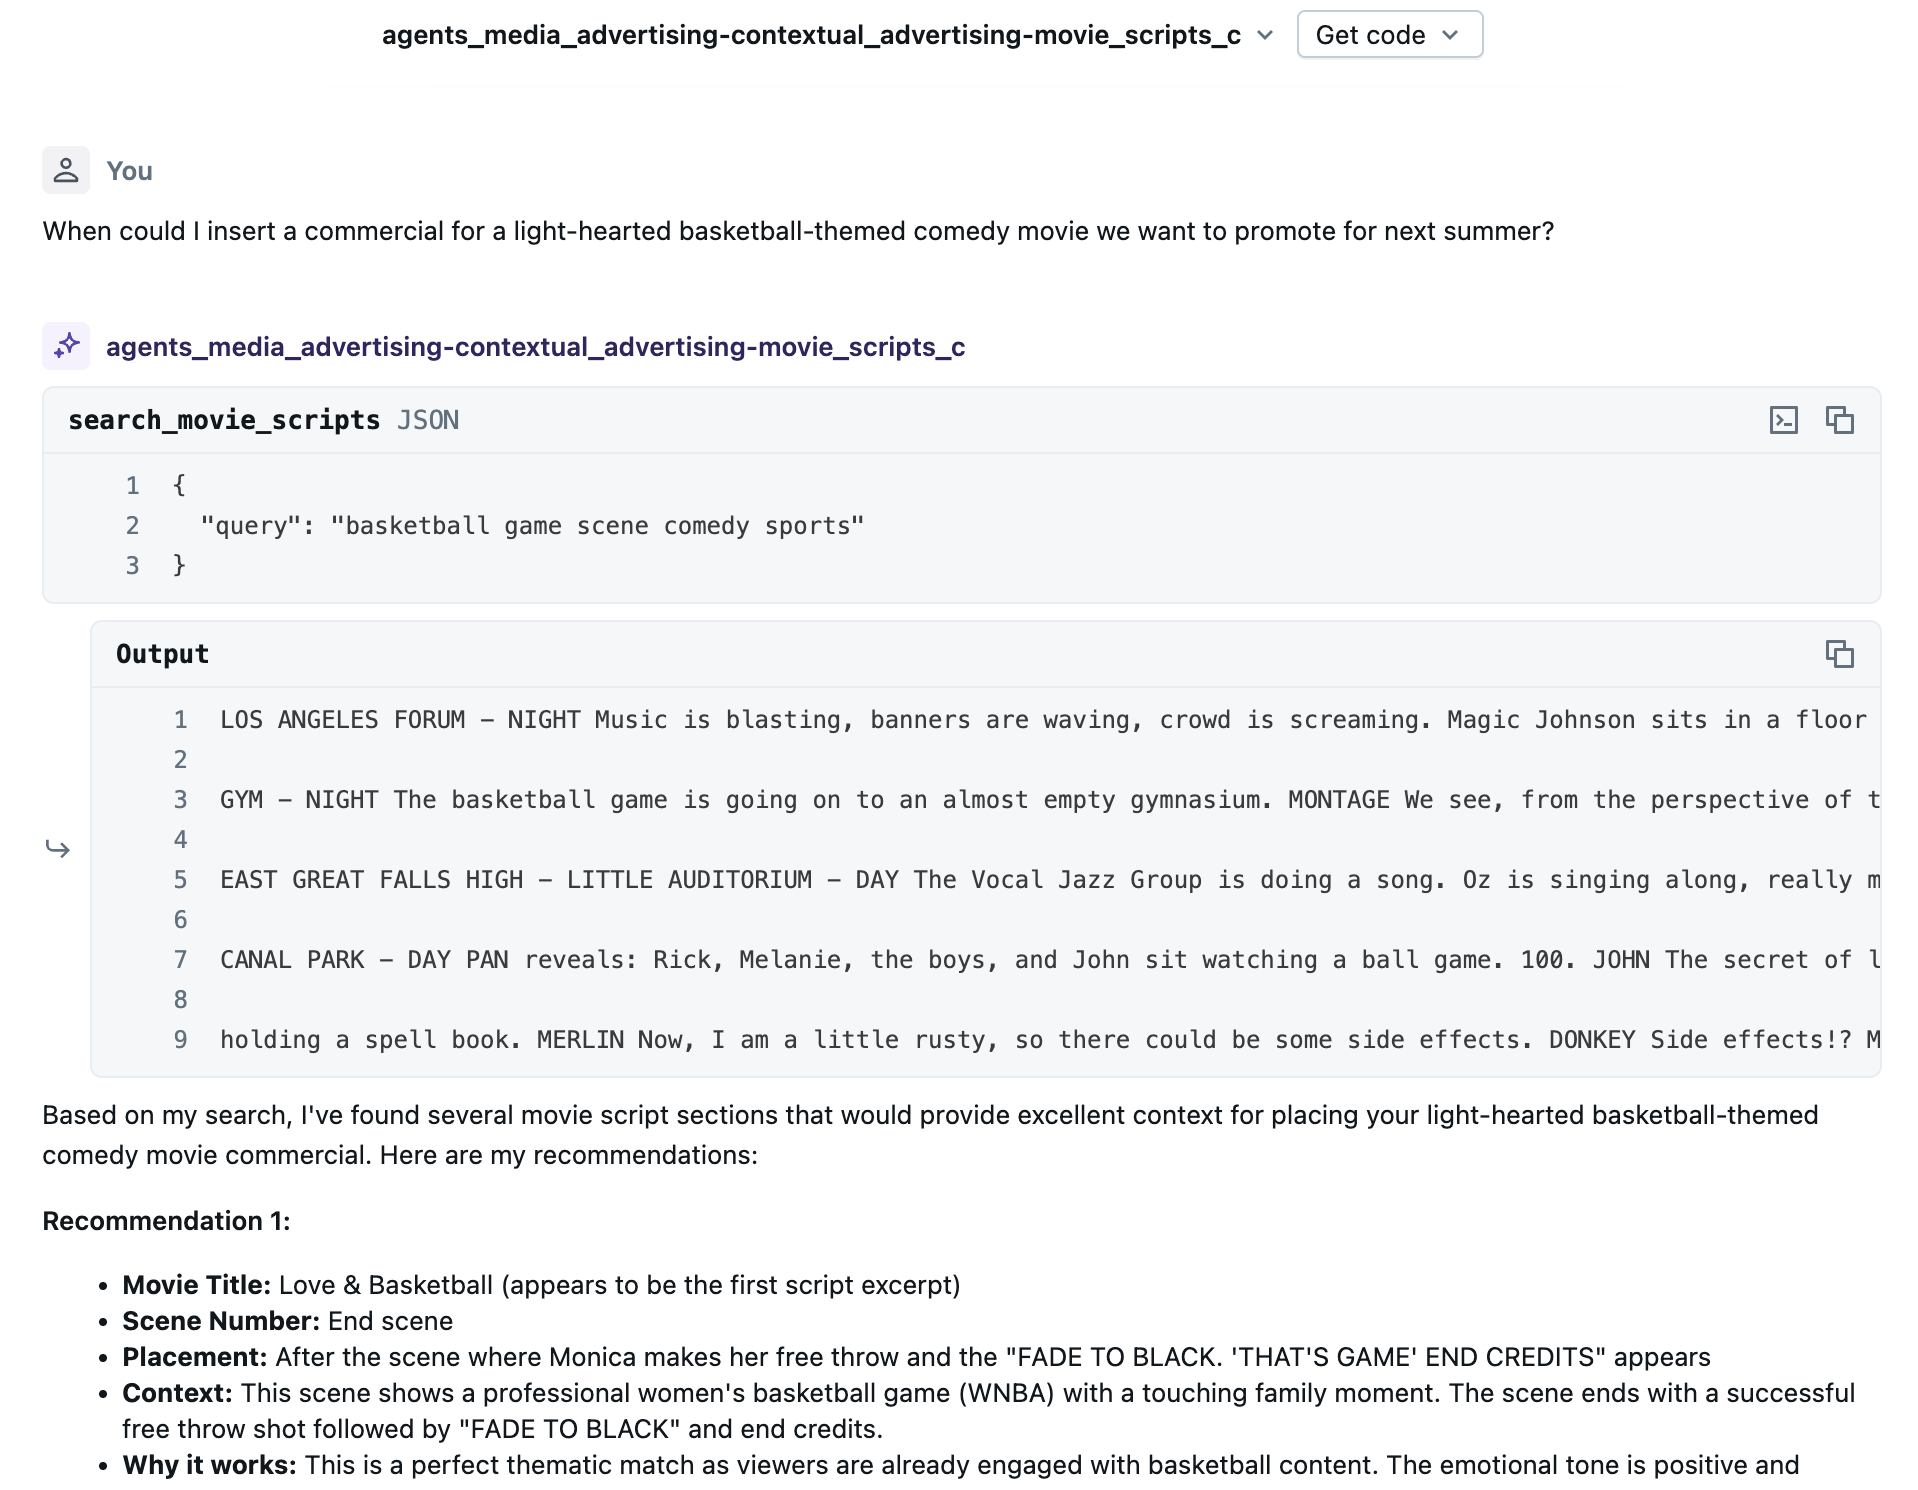 agents_media_advertising-contextual_advertising-movie_scripts_c
Get code
You
When could I insert a commercial for a light-hearted basketball-themed comedy movie we want to promote for next summer?
agents_media_advertising-contextual_advertising-movie_scripts_c
search_movie_scripts JSON
1 {
2 "query": "basketball game scene comedy sports"
3 }
Output
1 LOS ANGELES FORUM – NIGHT Music is blasting, banners are waving, crowd is screaming. Magic Johnson sits in a floor
2
3 GYM – NIGHT The basketball game is going on to an almost empty gymnasium. MONTAGE We see, from the perspective of t
4
5 EAST GREAT FALLS HIGH – LITTLE AUDITORIUM – DAY The Vocal Jazz Group is doing a song. Oz is singing along, really m
6
7 CANAL PARK – DAY PAN reveals: Rick, Melanie, the boys, and John sit watching a ball game. 100. JOHN The secret of l
8
9 holding a spell book. MERLIN Now, I am a little rusty, so there could be some side effects. DONKEY Side effects!? M
Based on my search, I've found several movie script sections that would provide excellent context for placing your light-hearted basketball-themed
comedy movie commercial. Here are my recommendations:
Recommendation 1:
• Movie Title: Love & Basketball (appears to be the first script excerpt)
• Scene Number: End scene
• Placement: After the scene where Monica makes her free throw and the "FADE TO BLACK. 'THAT'S GAME' END CREDITS" appears
• Context: This scene shows a professional women's basketball game (WNBA) with a touching family moment. The scene ends with a successful
free throw shot followed by "FADE TO BLACK" and end credits.
• Why it works: This is a perfect thematic match as viewers are already engaged with basketball content. The emotional tone is positive and